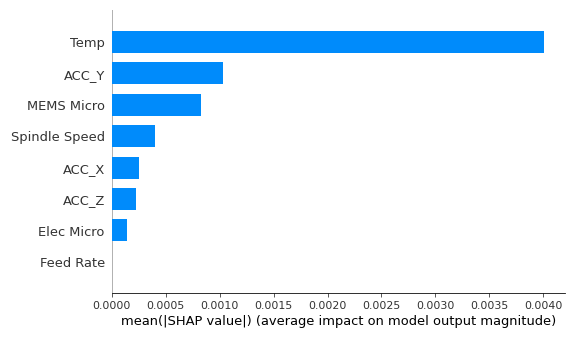 Temp
ACC_Y
MEMS Micro
Spindle Speed
ACC_X
ACC_Z
Elec Micro
Feed Rate
0.0000 0.0005 0.0010 0.0015 0.0020 0.0025 0.0030 0.0035 0.0040
mean(|SHAP value|) (average impact on model output magnitude)